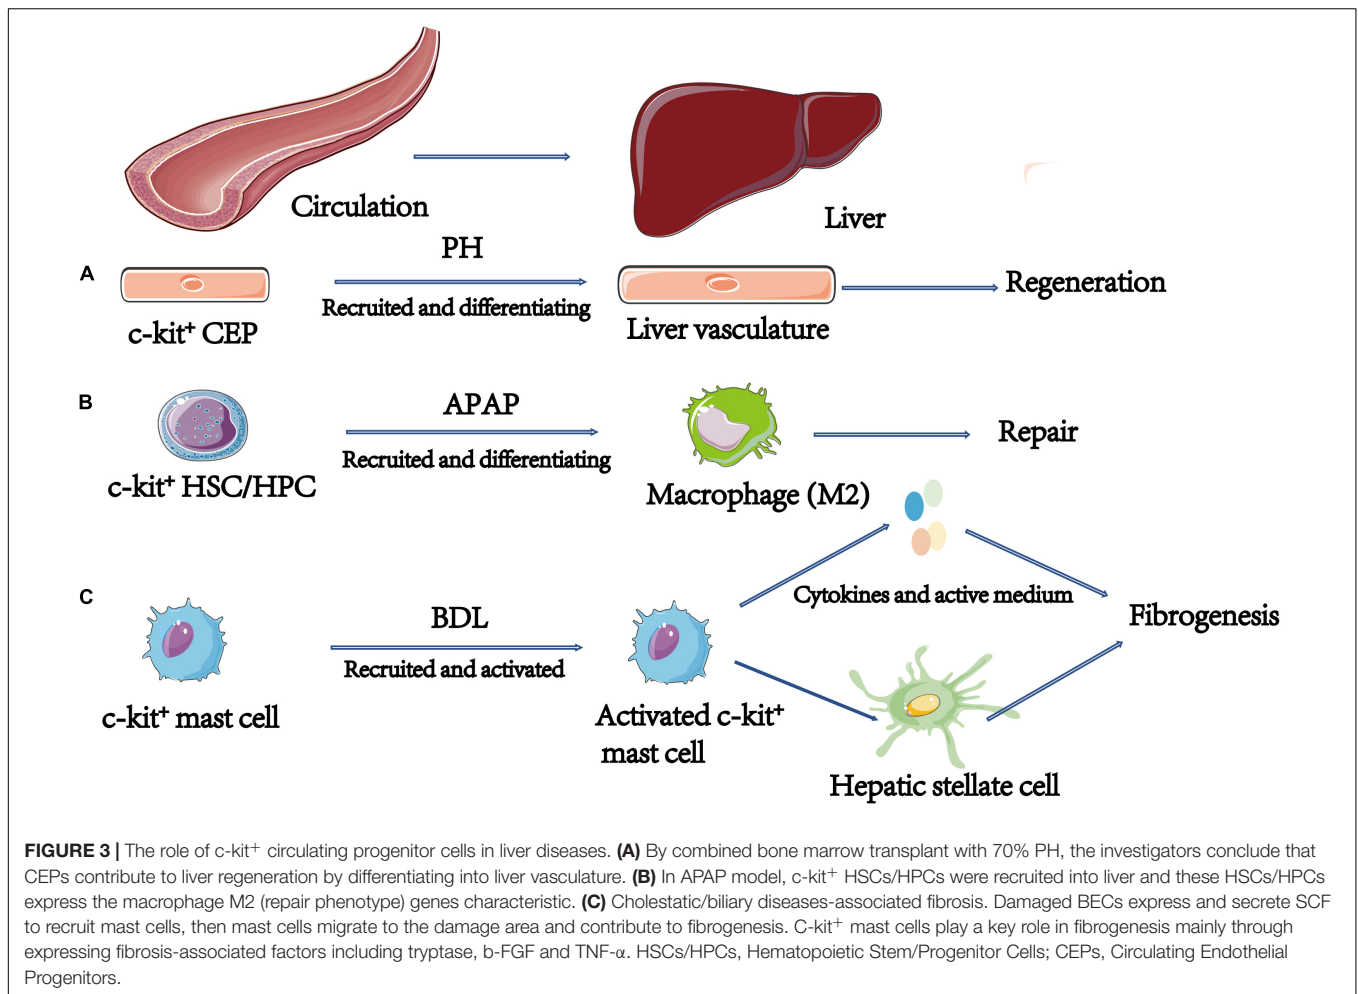 Circulation
Liver
A
PH
Recruited and differentiating
c-kit⁺ CEP
Liver vasculature
Regeneration
B
APAP
Recruited and differentiating
c-kit⁺ HSC/HPC
Macrophage (M2)
Repair
C
BDL
Recruited and activated
c-kit⁺ mast cell
Activated c-kit⁺
mast cell
Cytokines and active medium
Hepatic stellate cell
Fibrogenesis
FIGURE 3 | The role of c-kit⁺ circulating progenitor cells in liver diseases. (A) By combined bone marrow transplant with 70% PH, the investigators conclude that
CEPs contribute to liver regeneration by differentiating into liver vasculature. (B) In APAP model, c-kit⁺ HSCs/HPCs were recruited into liver and these HSCs/HPCs
express the macrophage M2 (repair phenotype) genes characteristic. (C) Cholestatic/biliary diseases-associated fibrosis. Damaged BECs express and secrete SCF
to recruit mast cells, then mast cells migrate to the damage area and contribute to fibrogenesis. C-kit⁺ mast cells play a key role in fibrogenesis mainly through
expressing fibrosis-associated factors including tryptase, b-FGF and TNF-α. HSCs/HPCs, Hematopoietic Stem/Progenitor Cells; CEPs, Circulating Endothelial
Progenitors.